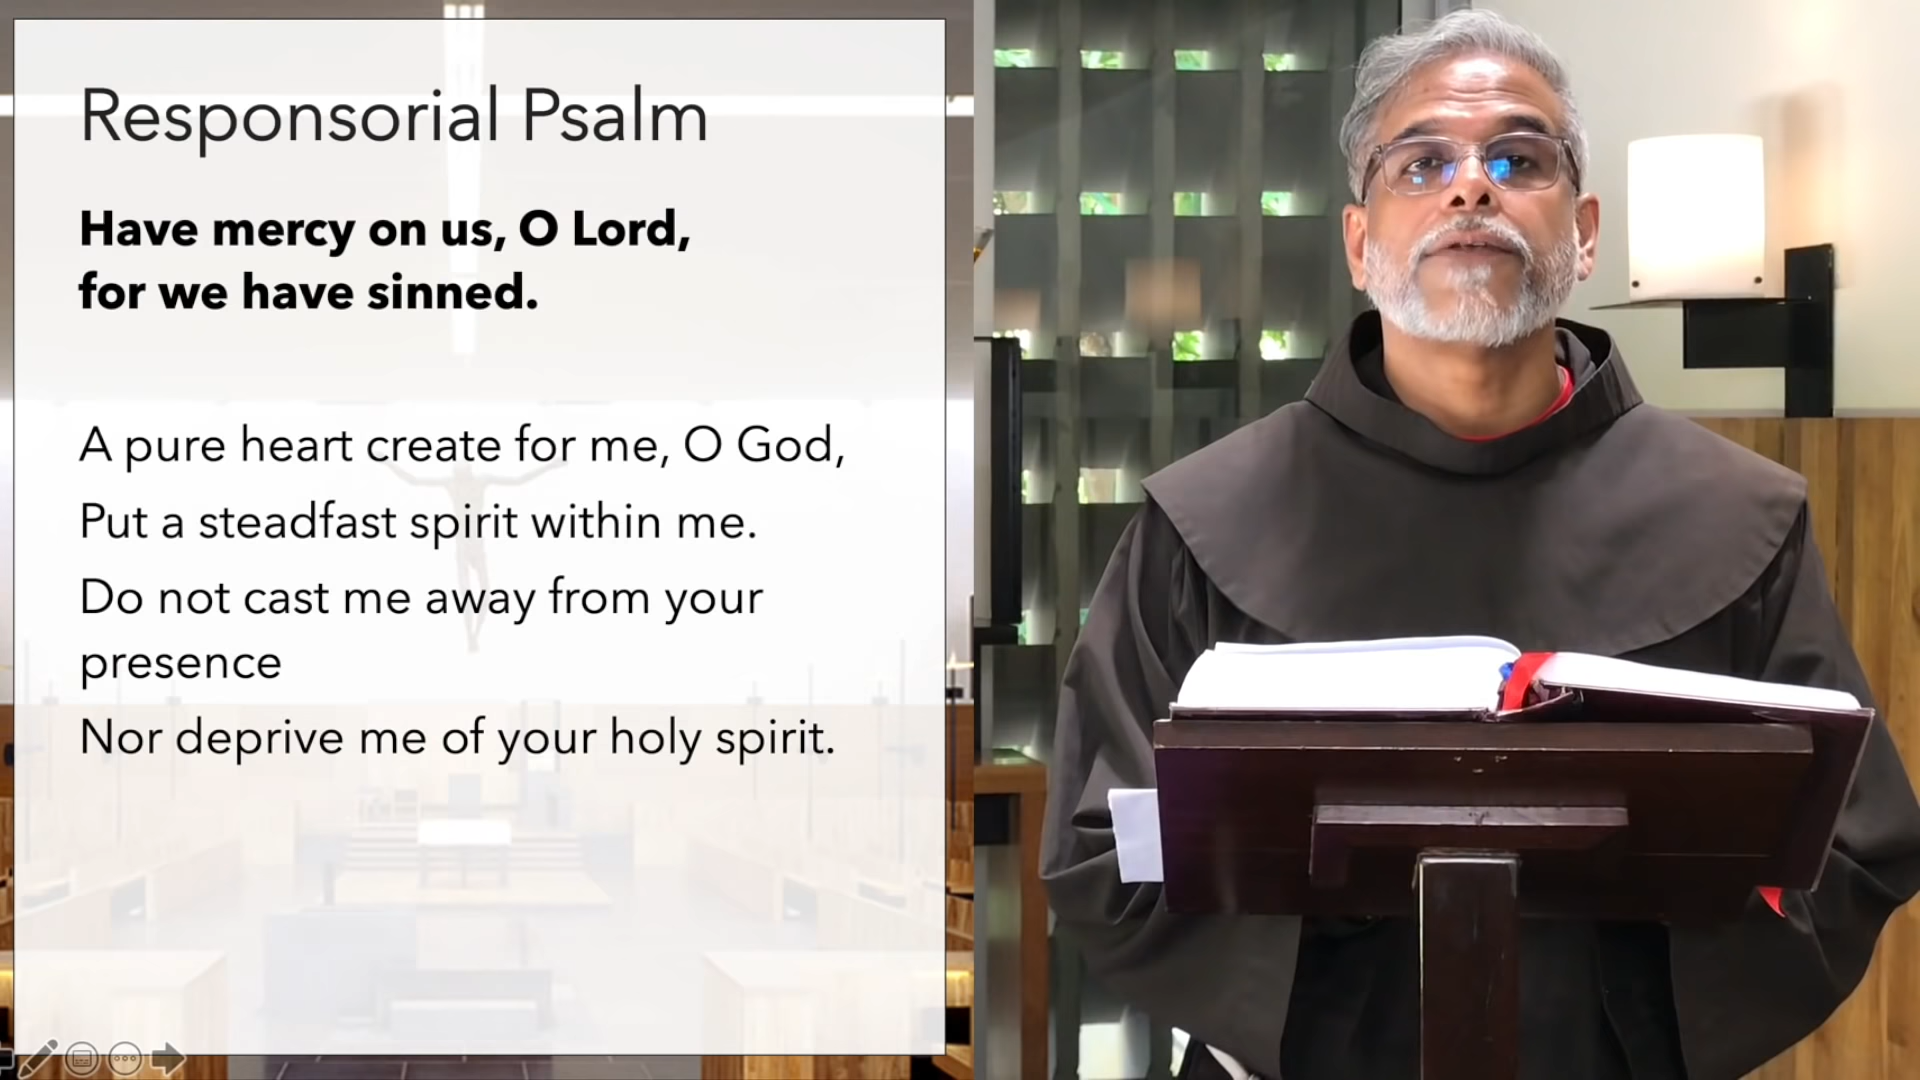 Responsorial Psalm
Have mercy on us, O Lord,
for we have sinned.
A pure heart create for me, O God,
Put a steadfast spirit within me.
Do not cast me away from your
presence
Nor deprive me of your holy spirit.